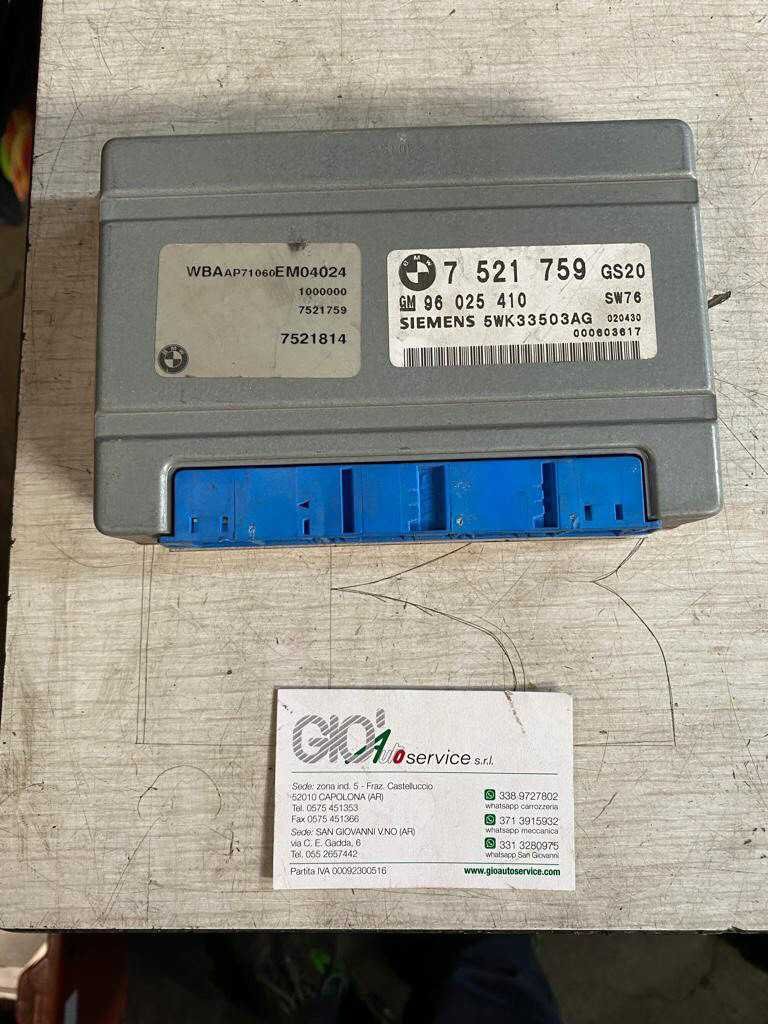 WBAAP71060EM04024
1000000
7521759
7521814
BMW 7 521 759 GS20
GM 96 025 410 SW76
SIEMENS 5WK33503AG 020430
000603617
GIO' Autoservice s.r.l.
Sede: zona ind. 5 - Fraz. Castelluccio
52010 CAPOLONA (AR)
Tel. 0575 451353
Fax 0575 451366
Sede: SAN GIOVANNI V.NO (AR)
via C. E. Gadda, 6
Tel. 055 2657442
Partita IVA 00092300516
338 9727802
whatsapp carrozzeria
371 3915932
whatsapp meccanica
331 3280975
whatsapp San Giovanni
www.gioautoservice.com